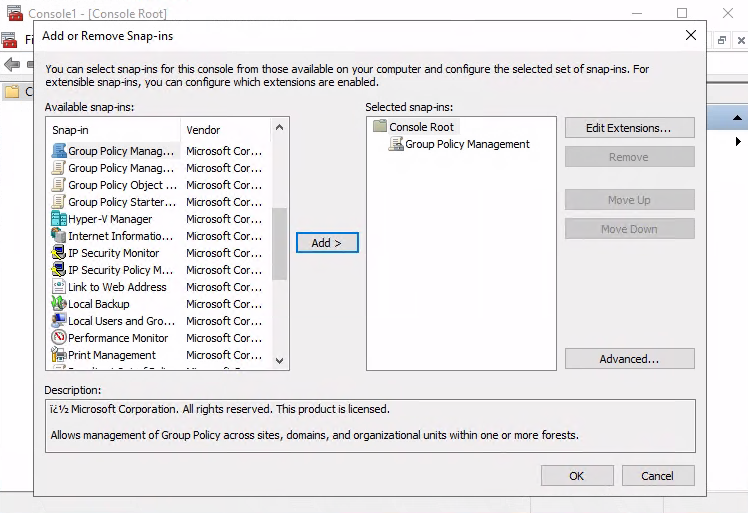 Console1 - [Console Root]
Add or Remove Snap-ins
You can select snap-ins for this console from those available on your computer and configure the selected set of snap-ins. For
extensible snap-ins, you can configure which extensions are enabled.
Available snap-ins:
Selected snap-ins:
Snap-in Vendor
Group Policy Manag... Microsoft Cor...
Group Policy Manag... Microsoft Cor...
Group Policy Object ... Microsoft Cor...
Group Policy Starter... Microsoft Cor...
Hyper-V Manager Microsoft Cor...
Internet Informatio... Microsoft Cor...
IP Security Monitor Microsoft Cor...
IP Security Policy M... Microsoft Cor...
Link to Web Address Microsoft Cor...
Local Backup Microsoft Cor...
Local Users and Gro... Microsoft Cor...
Performance Monitor Microsoft Cor...
Print Management Microsoft Cor...
Add >
Console Root
Group Policy Management
Edit Extensions...
Remove
Move Up
Move Down
Advanced...
Description:
ï¿½ Microsoft Corporation. All rights reserved. This product is licensed.
Allows management of Group Policy across sites, domains, and organizational units within one or more forests.
OK
Cancel